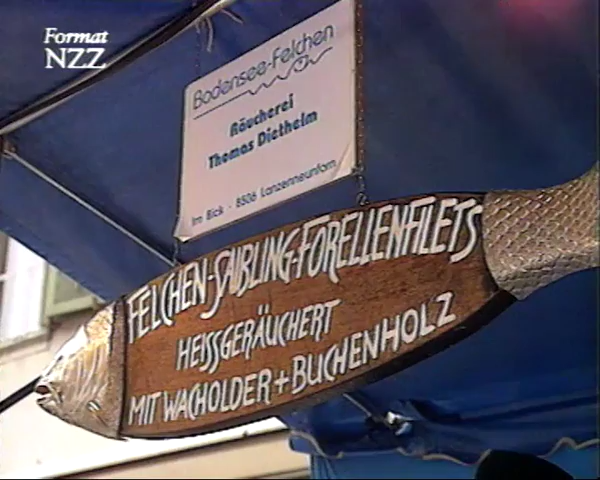 Format
NZZ
Bodensee-Felchen
Räucherei
Thomas Diethelm
Im Bick - 8506 Lanzenneunforn
FELCHEN-SAIBLING-FORELLENFILETS
HEISSGERÄUCHERT
MIT WACHOLDER+BUCHENHOLZ